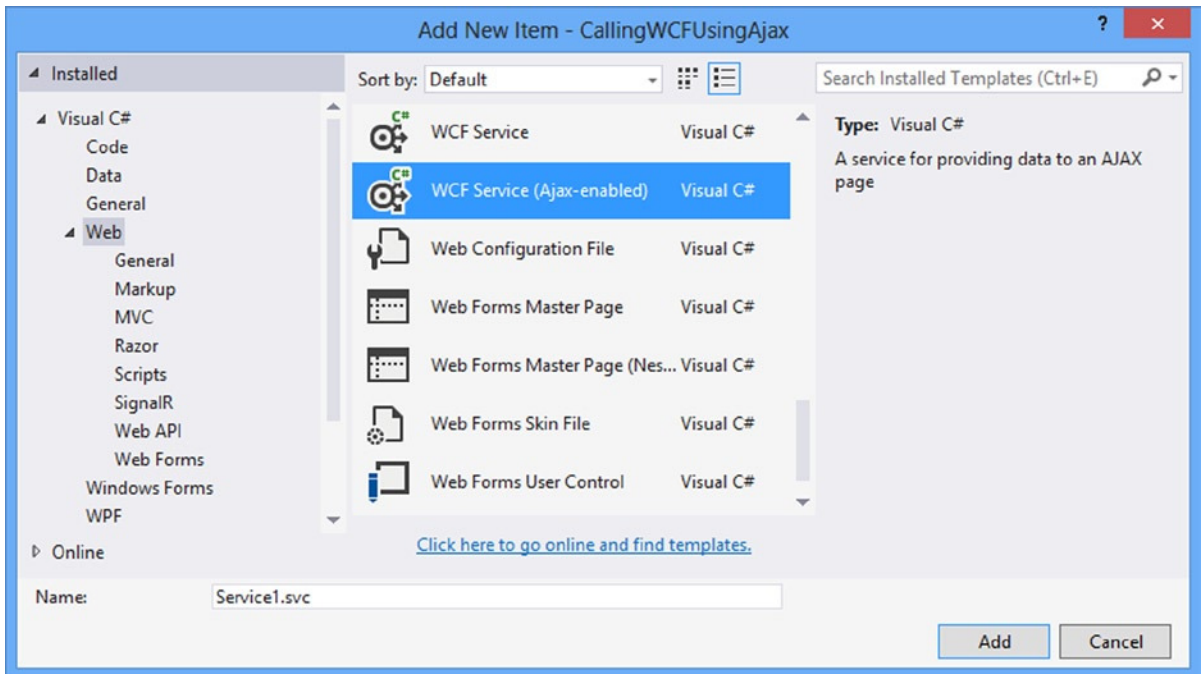 Add New Item - CallingWCFUsingAjax
?
Installed
Sort by: Default
Search Installed Templates (Ctrl+E)
Visual C#
Code
Data
General
Web
General
Markup
MVC
Razor
Scripts
SignalR
Web API
Web Forms
Windows Forms
WPF
Online
C#
WCF Service Visual C#
C#
WCF Service (Ajax-enabled) Visual C#
Web Configuration File Visual C#
Web Forms Master Page Visual C#
Web Forms Master Page (Nes... Visual C#
Web Forms Skin File Visual C#
Web Forms User Control Visual C#
Click here to go online and find templates.
Type: Visual C#
A service for providing data to an AJAX
page
Name: Service1.svc
Add Cancel